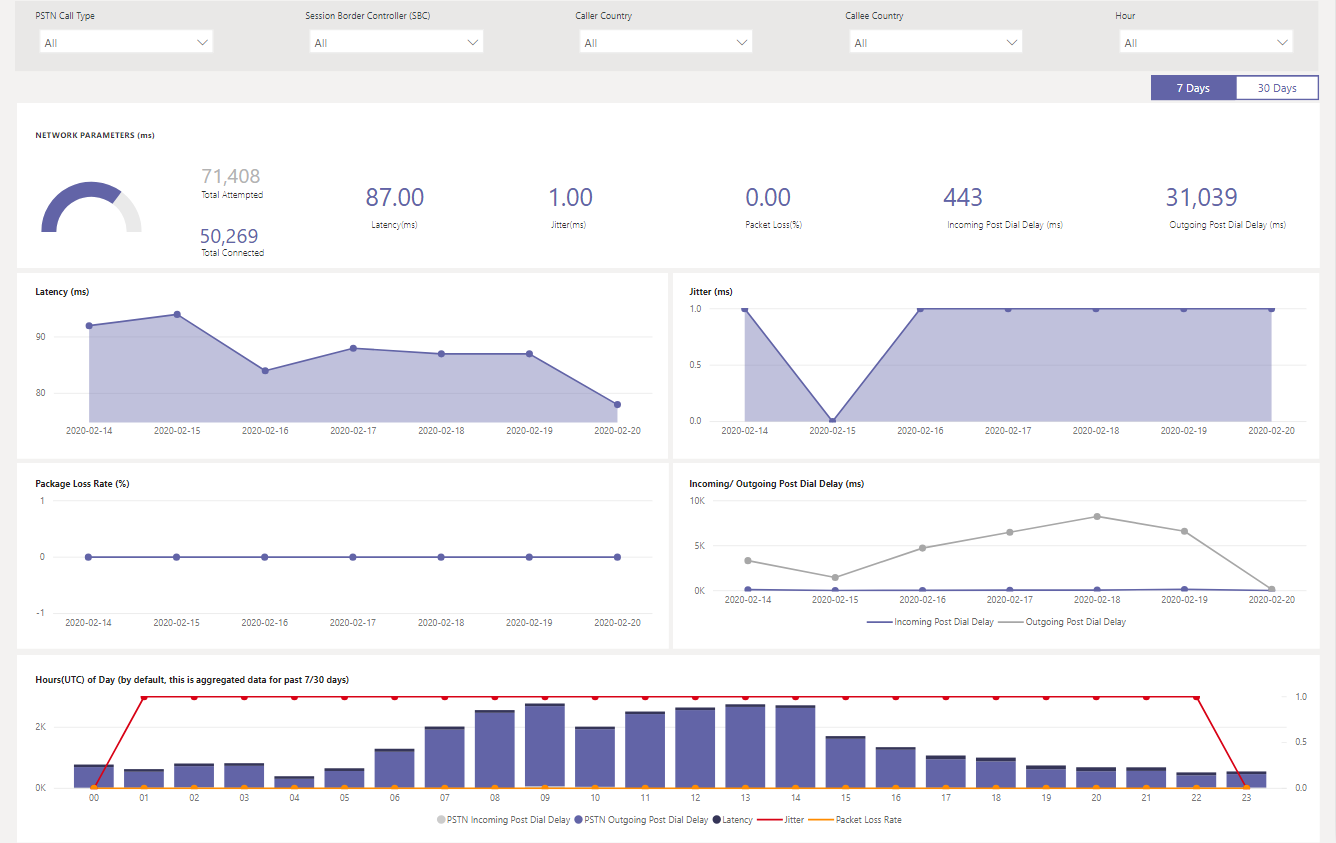 PSTN Call Type Session Border Controller (SBC) Caller Country Callee Country Hour
All All All All All
7 Days 30 Days
NETWORK PARAMETERS (ms)
71,408
Total Attempted
50,269
Total Connected
87.00
Latency(ms)
1.00
Jitter(ms)
0.00
Packet Loss(%)
443
Incoming Post Dial Delay (ms)
31,039
Outgoing Post Dial Delay (ms)
Latency (ms)
90
80
2020-02-14 2020-02-15 2020-02-16 2020-02-17 2020-02-18 2020-02-19 2020-02-20
Jitter (ms)
1.0
0.5
0.0
2020-02-14 2020-02-15 2020-02-16 2020-02-17 2020-02-18 2020-02-19 2020-02-20
Package Loss Rate (%)
1
0
-1
2020-02-14 2020-02-15 2020-02-16 2020-02-17 2020-02-18 2020-02-19 2020-02-20
Incoming/ Outgoing Post Dial Delay (ms)
10K
5K
0K
2020-02-14 2020-02-15 2020-02-16 2020-02-17 2020-02-18 2020-02-19 2020-02-20
Incoming Post Dial Delay Outgoing Post Dial Delay
Hours(UTC) of Day (by default, this is aggregated data for past 7/30 days)
1.0
2K
0.5
0K 0.0
00 01 02 03 04 05 06 07 08 09 10 11 12 13 14 15 16 17 18 19 20 21 22 23
PSTN Incoming Post Dial Delay PSTN Outgoing Post Dial Delay Latency Jitter Packet Loss Rate